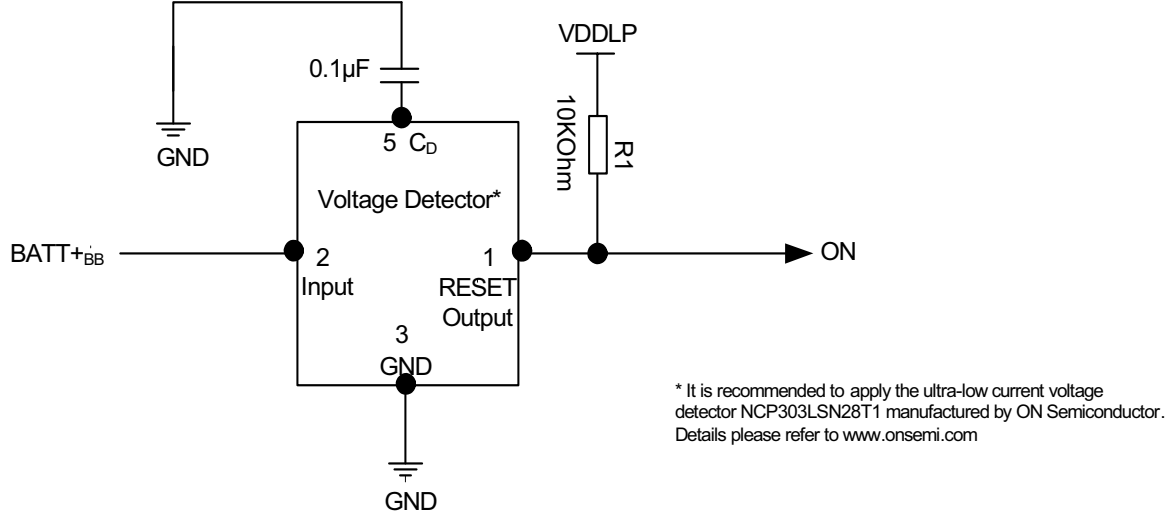 VDDLP
0.1µF
10KOhm
R1
GND
5 CD
Voltage Detector*
BATT+BB
2
Input
1
RESET
Output
ON
3
GND
GND
* It is recommended to apply the ultra-low current voltage
detector NCP303LSN28T1 manufactured by ON Semiconductor.
Details please refer to www.onsemi.com